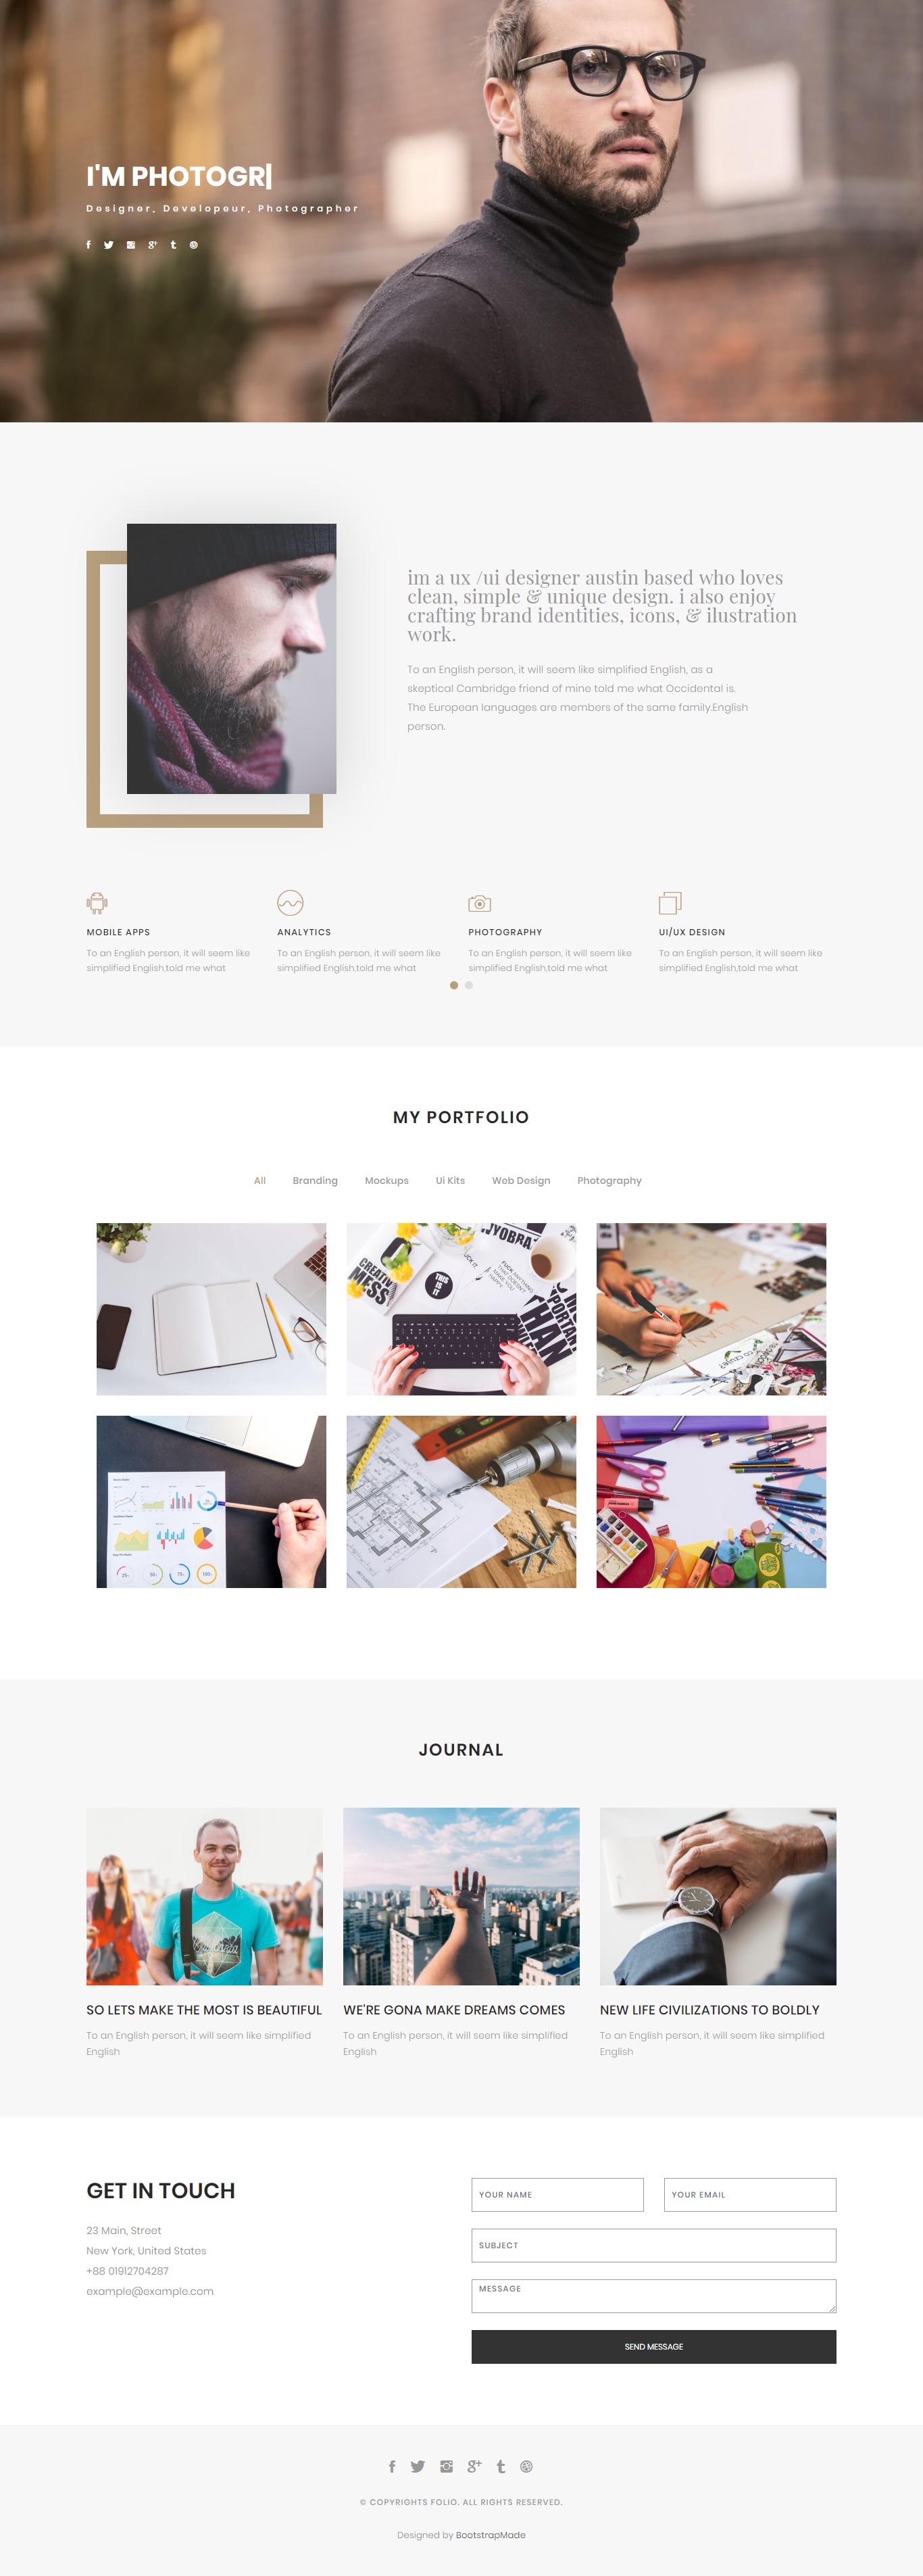 I'M PHOTOGR
Designer, Developeur, Photographer
im a ux /ui designer austin based who loves
clean, simple & unique design. i also enjoy
crafting brand identities, icons, & ilustration
work.
To an English person, it will seem like simplified English, as a
skeptical Cambridge friend of mine told me what Occidental is.
The European languages are members of the same family.English
person.
MOBILE APPS
To an English person, it will seem like
simplified English,told me what
ANALYTICS
To an English person, it will seem like
simplified English,told me what
PHOTOGRAPHY
To an English person, it will seem like
simplified English,told me what
UI/UX DESIGN
To an English person, it will seem like
simplified English,told me what
MY PORTFOLIO
All Branding Mockups Ui Kits Web Design Photography
CREATIV
MESS
THIS
IS IT
JOURNAL
SO LETS MAKE THE MOST IS BEAUTIFUL
To an English person, it will seem like simplified
English
WE'RE GONA MAKE DREAMS COMES
To an English person, it will seem like simplified
English
NEW LIFE CIVILIZATIONS TO BOLDLY
To an English person, it will seem like simplified
English
GET IN TOUCH
23 Main, Street
New York, United States
+88 01912704287
example@example.com
YOUR NAME
YOUR EMAIL
SUBJECT
MESSAGE
SEND MESSAGE
© COPYRIGHTS FOLIO. ALL RIGHTS RESERVED.
Designed by BootstrapMade